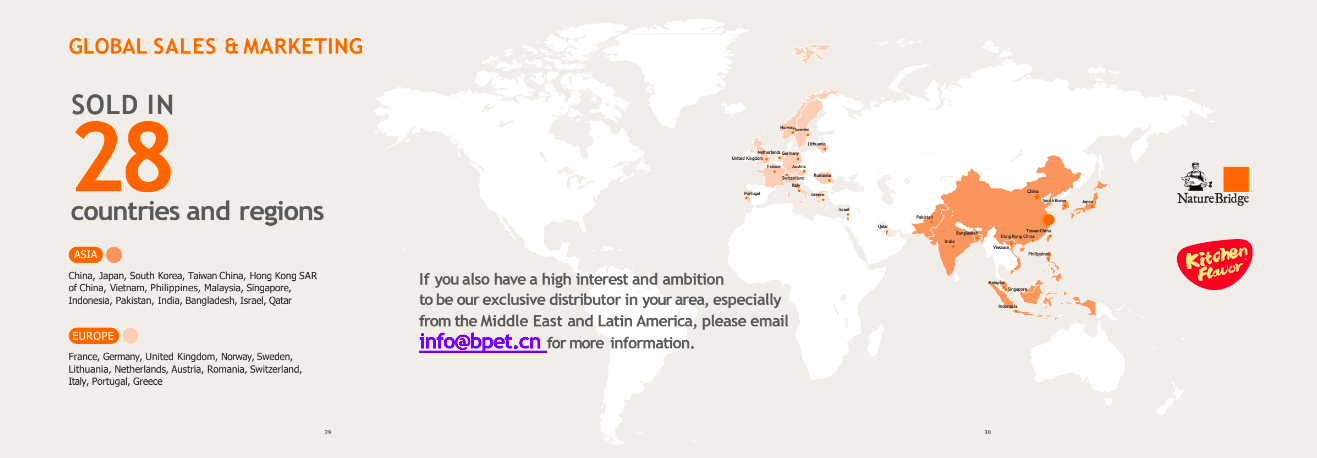 GLOBAL SALES & MARKETING
SOLD IN
28
countries and regions
ASIA
China, Japan, South Korea, Taiwan China, Hong Kong SAR
of China, Vietnam, Philippines, Malaysia, Singapore,
Indonesia, Pakistan, India, Bangladesh, Israel, Qatar
EUROPE
France, Germany, United Kingdom, Norway, Sweden,
Lithuania, Netherlands, Austria, Romania, Switzerland,
Italy, Portugal, Greece
29
If you also have a high interest and ambition
to be our exclusive distributor in your area, especially
from the Middle East and Latin America, please email
info@bpet.cn for more information.
Norway
Sweden
Lithuania
Netherlands
Germany
United Kingdom
France
Austria
Switzerland
Romania
Italy
Portugal
Greece
Israel
Qatar
Pakistan
India
Bangladesh
China
South Korea
Japan
Taiwan China
Hong Kong China
Vietnam
Philippines
Malaysia
Singapore
Indonesia
NatureBridge
Kitchen
Flavor
30